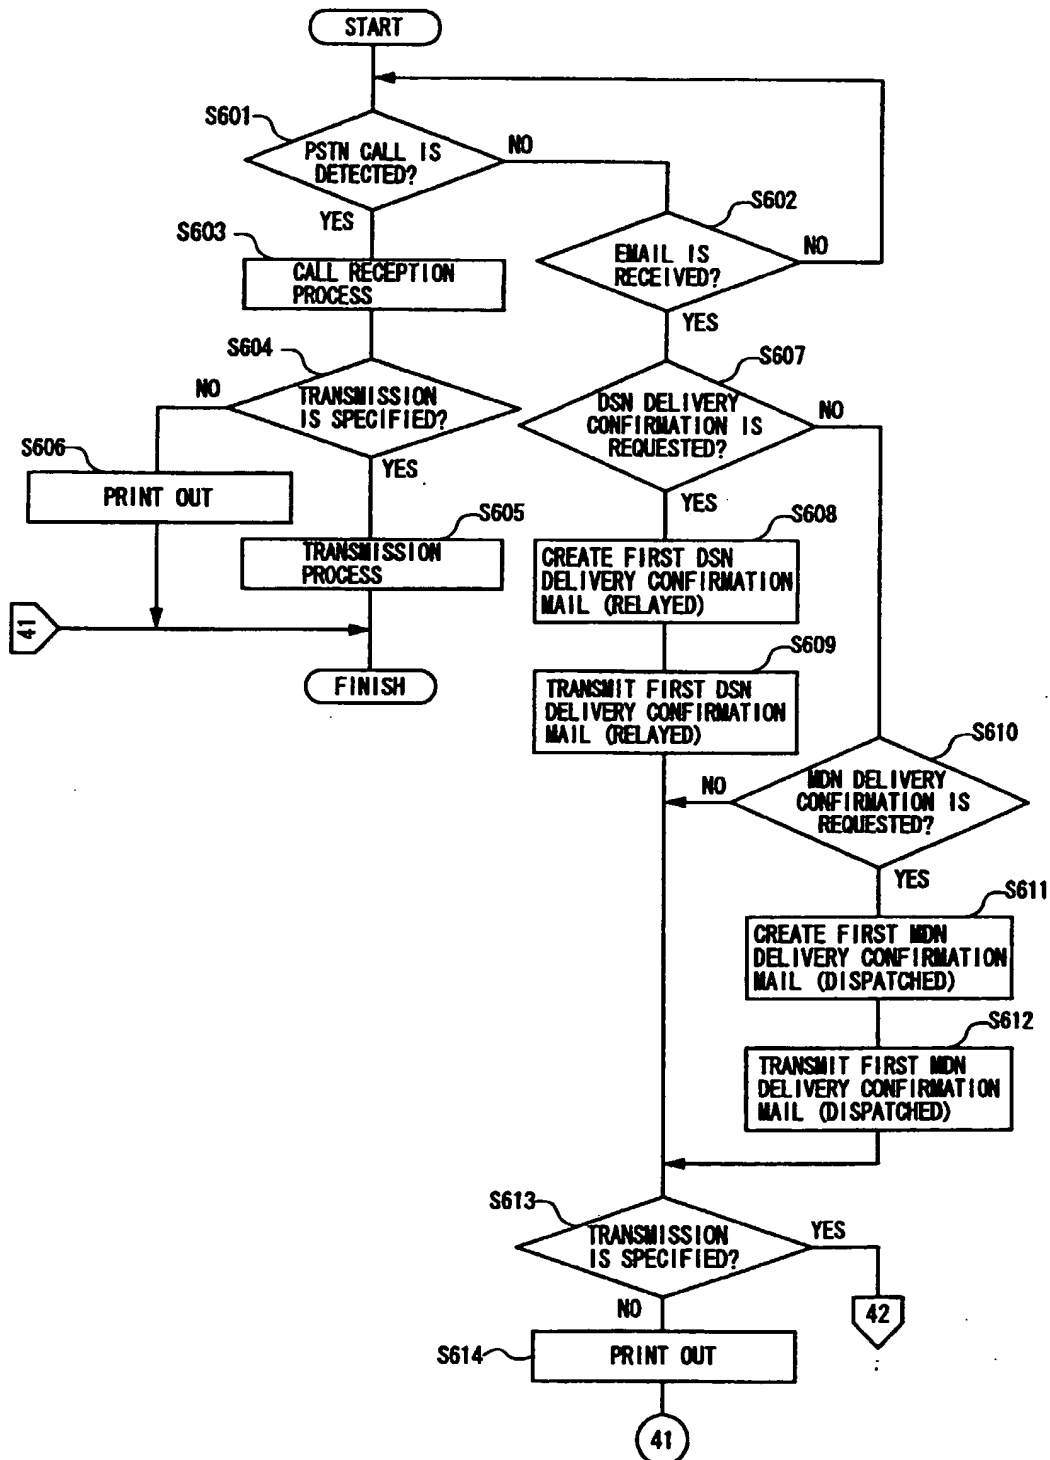 START
S601
PSTN CALL IS
DETECTED?
NO
YES
S602
EMAIL IS
RECEIVED?
NO
YES
S603
CALL RECEPTION
PROCESS
S604
TRANSMISSION
IS SPECIFIED?
NO
YES
S607
DSN DELIVERY
CONFIRMATION IS
REQUESTED?
NO
YES
S606
PRINT OUT
S605
TRANSMISSION
PROCESS
S608
CREATE FIRST DSN
DELIVERY CONFIRMATION
MAIL (RELAYED)
41
FINISH
S609
TRANSMIT FIRST DSN
DELIVERY CONFIRMATION
MAIL (RELAYED)
S610
MDN DELIVERY
CONFIRMATION IS
REQUESTED?
NO
YES
S611
CREATE FIRST MDN
DELIVERY CONFIRMATION
MAIL (DISPATCHED)
S612
TRANSMIT FIRST MDN
DELIVERY CONFIRMATION
MAIL (DISPATCHED)
S613
TRANSMISSION
IS SPECIFIED?
YES
NO
42
S614
PRINT OUT
41